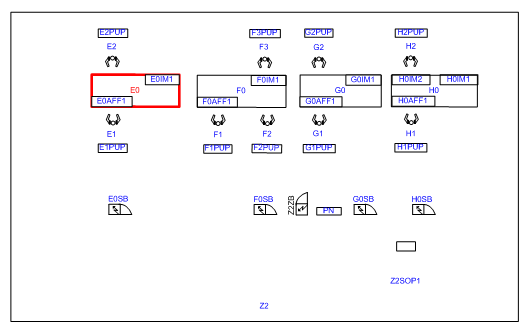 E2PUP F3PUP G2PUP H2PUP
E2 F3 G2 H2
E0IM1 F0IM1 G0IM1 H0IM2 H0IM1
E0 F0 G0 H0
E0AFF1 F0AFF1 G0AFF1 H0AFF1
E1 F1 F2 G1 H1
E1PUP F1PUP F2PUP G1PUP H1PUP
E0SB F0SB Z2ZB G0SB H0SB
PN
Z2SOP1
Z2